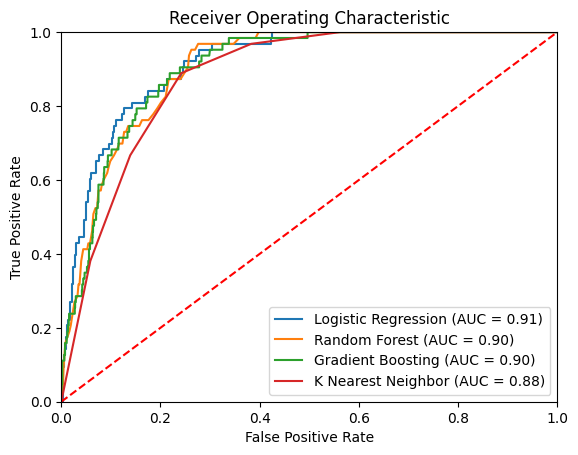 Receiver Operating Characteristic
1.0
0.8
0.6
0.4
0.2
0.0
True Positive Rate
Logistic Regression (AUC = 0.91)
Random Forest (AUC = 0.90)
Gradient Boosting (AUC = 0.90)
K Nearest Neighbor (AUC = 0.88)
0.0 0.2 0.4 0.6 0.8 1.0
False Positive Rate